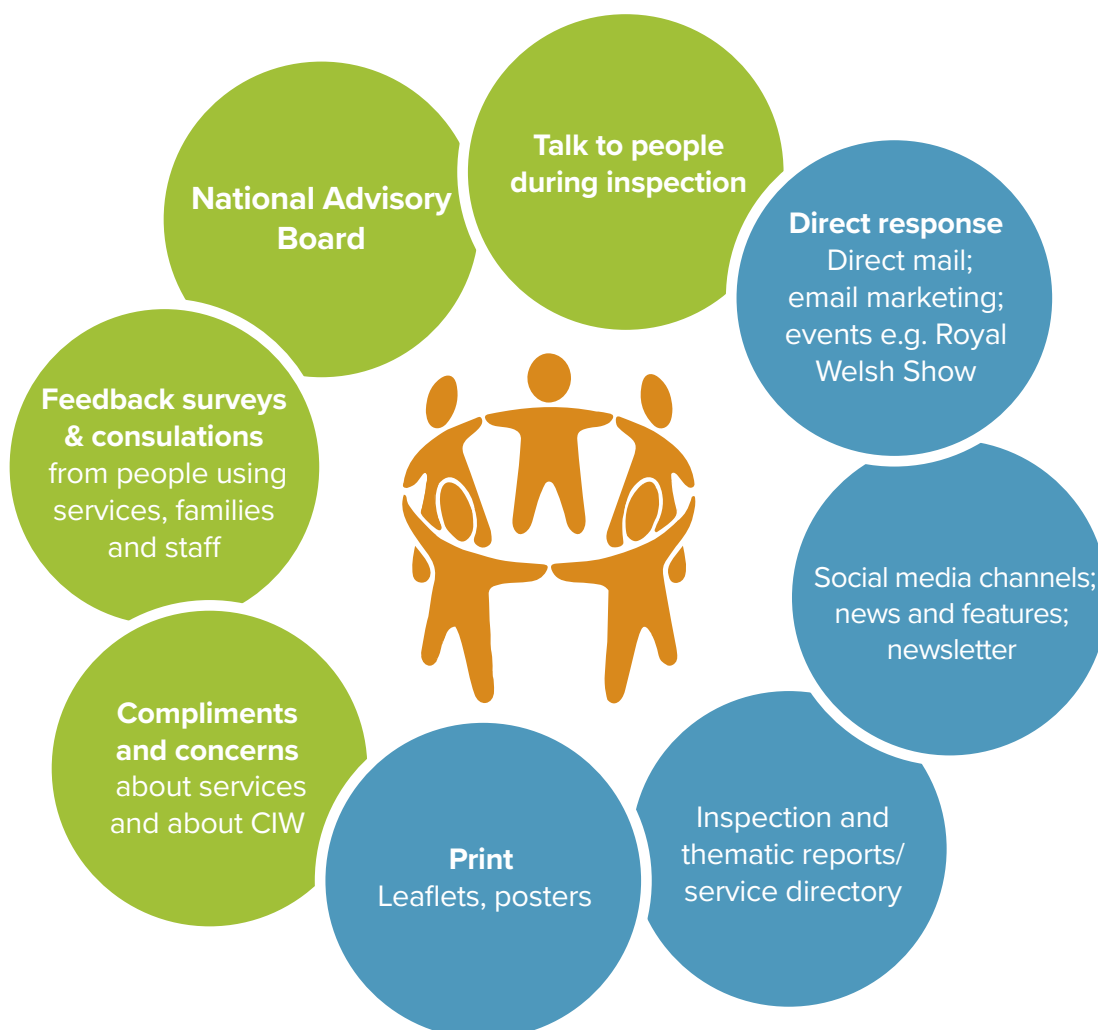 National Advisory
Board
Talk to people
during inspection
Direct response
Direct mail;
email marketing;
events e.g. Royal
Welsh Show
Social media channels;
news and features;
newsletter
Inspection and
thematic reports/
service directory
Print
Leaflets, posters
Compliments
and concerns
about services
and about CIW
Feedback surveys
& consulations
from people using
services, families
and staff